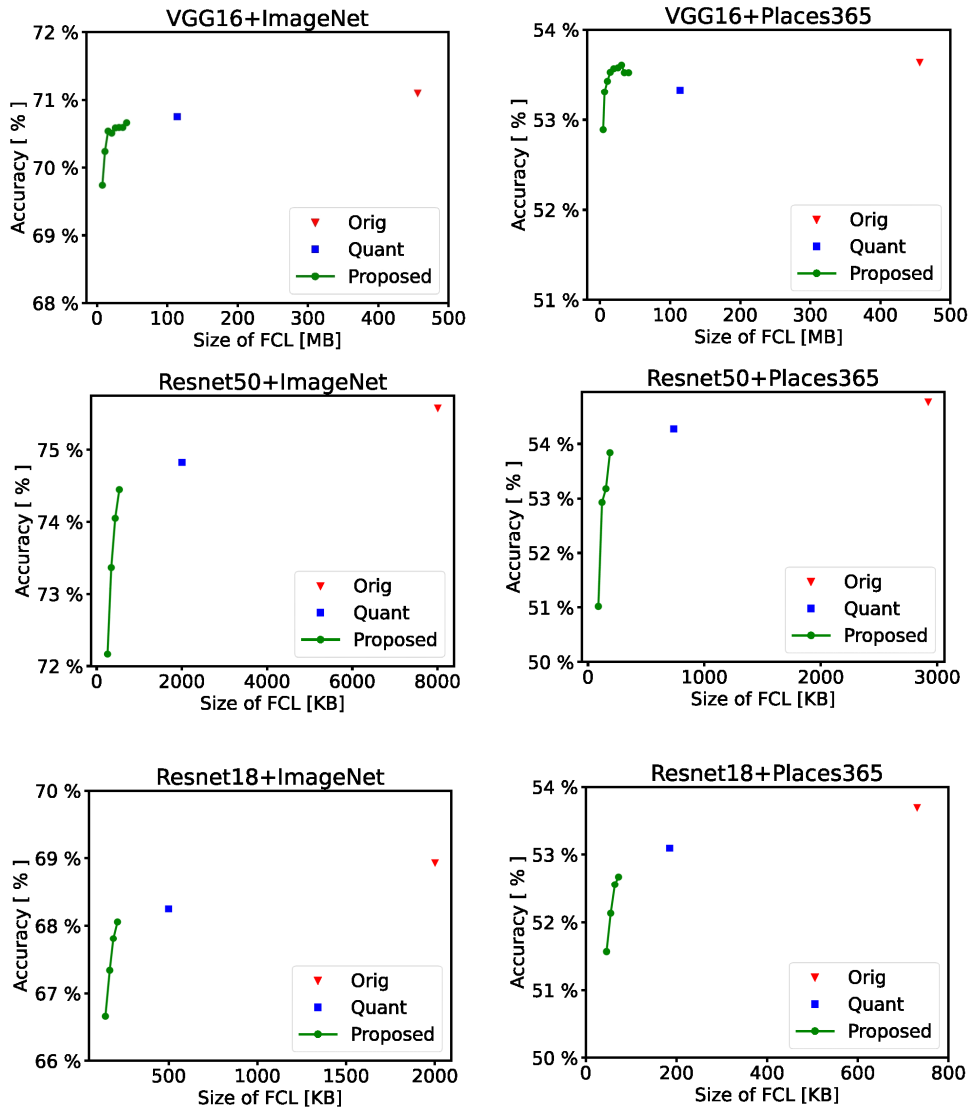 VGG16+ImageNet
72 %
71 %
70 %
69 %
68 %
Accuracy [ % ]
Orig
Quant
Proposed
0 100 200 300 400 500
Size of FCL [MB]
VGG16+Places365
54 %
53 %
52 %
51 %
Accuracy [ % ]
Orig
Quant
Proposed
0 100 200 300 400 500
Size of FCL [MB]
Resnet50+ImageNet
75 %
74 %
73 %
72 %
Accuracy [ % ]
Orig
Quant
Proposed
0 2000 4000 6000 8000
Size of FCL [KB]
Resnet50+Places365
54 %
53 %
52 %
51 %
50 %
Accuracy [ % ]
Orig
Quant
Proposed
0 1000 2000 3000
Size of FCL [KB]
Resnet18+ImageNet
70 %
69 %
68 %
67 %
66 %
Accuracy [ % ]
Orig
Quant
Proposed
500 1000 1500 2000
Size of FCL [KB]
Resnet18+Places365
54 %
53 %
52 %
51 %
50 %
Accuracy [ % ]
Orig
Quant
Proposed
0 200 400 600 800
Size of FCL [KB]